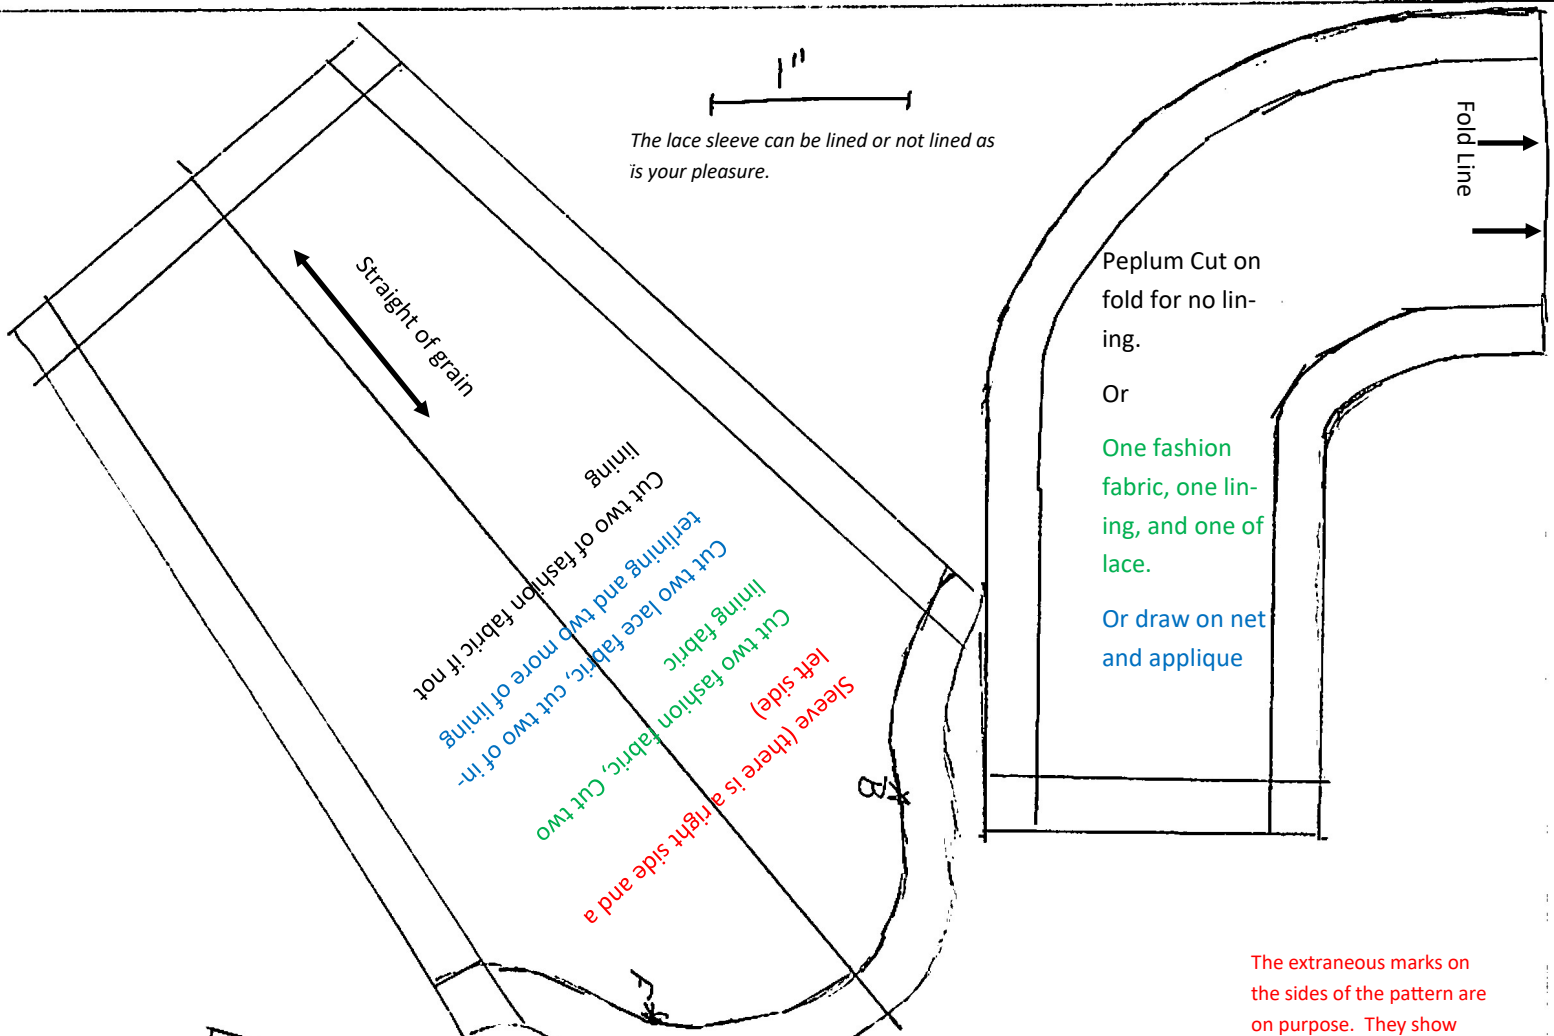 1"
The lace sleeve can be lined or not lined as
is your pleasure.
Fold Line
Straight of grain
Peplum Cut on
fold for no lin-
ing.
Or
One fashion
fabric, one lin-
ing, and one of
lace.
Or draw on net
and applique
Sleeve (there is a right side and a
left side)
Cut two fashion fabric, Cut two
lining fabric
Cut two lace fabric, cut two of in-
terlining and two more of lining
Cut two of fashion fabric if not
lining
B
F
The extraneous marks on
the sides of the pattern are
on purpose. They show